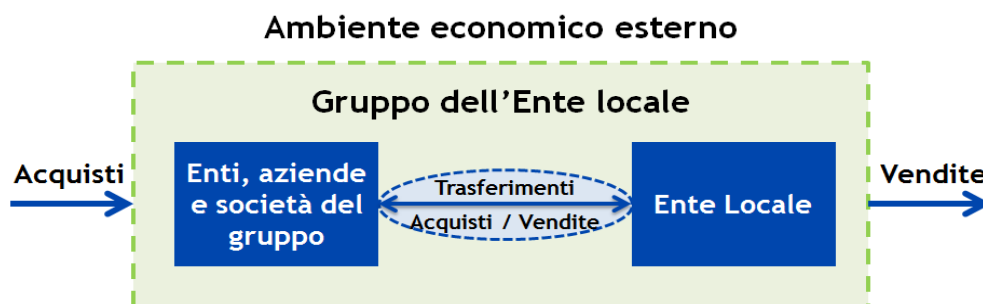 Ambiente economico esterno
Gruppo dell'Ente locale
Acquisti
Enti, aziende
e società del
gruppo
Trasferimenti
Acquisti / Vendite
Ente Locale
Vendite